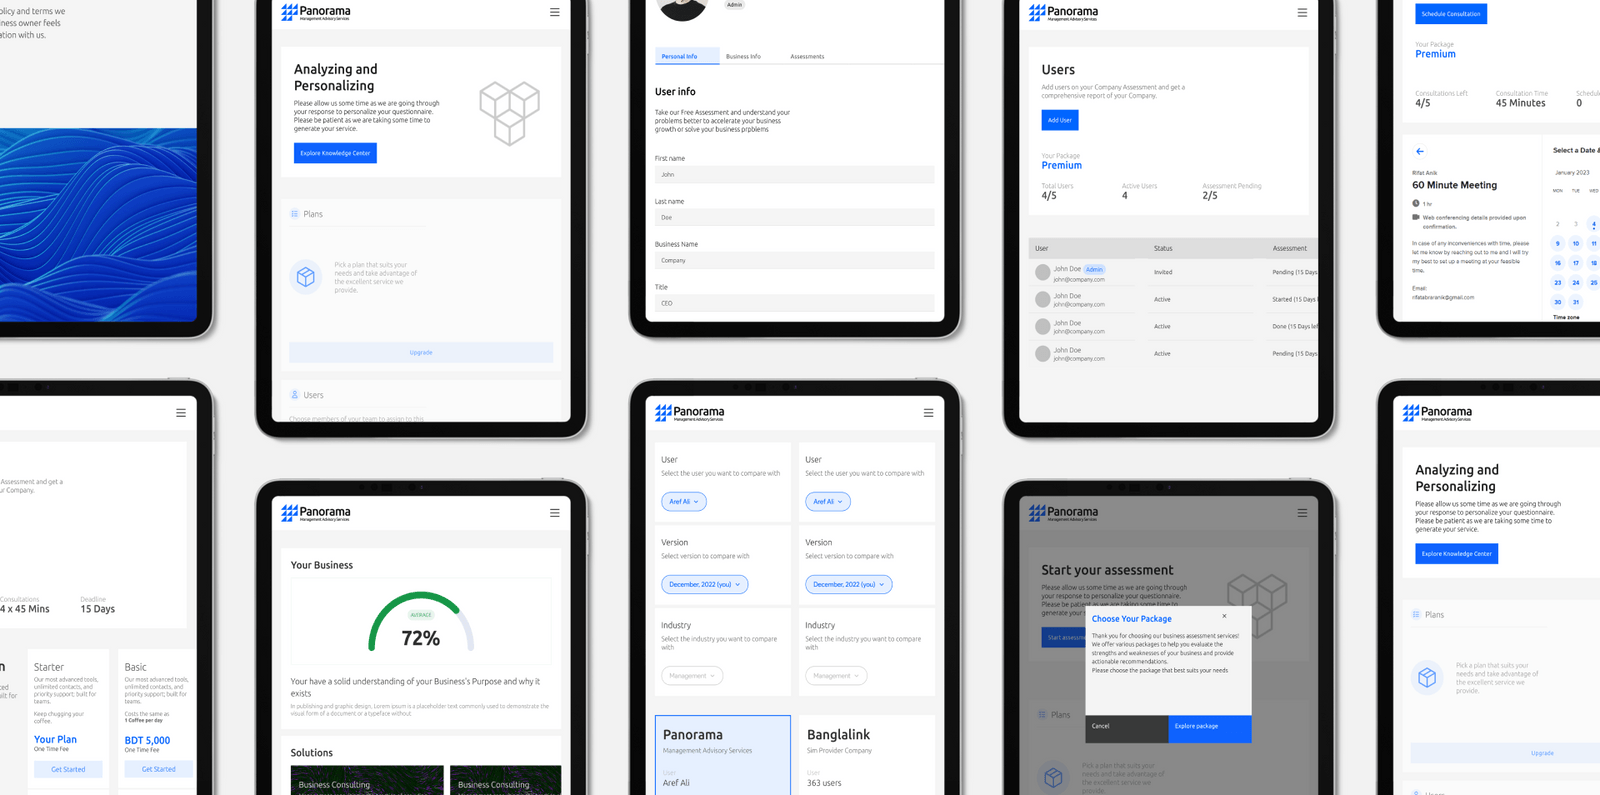 olicy and terms we
iness owner feels
ation with us.
Assessment and get a
ur Company.
Consultations
4 x 45 Mins
Deadline
15 Days
Starter
Our most advanced tools,
unlimited contacts, and
priority support; built for
teams.
Keep chugging your
coffee.
Your Plan
One Time Fee
Get Started
Basic
Our most advanced tools,
unlimited contacts, and
priority support; built for
teams.
Costs the same as
1 Coffee per day
BDT 5,000
One Time Fee
Get Started
Panorama
Management Advisory Services
Analyzing and
Personalizing
Please allow us some time as we are going through
your response to personalize your questionnaire.
Please be patient as we are taking some time to
generate your service.
Explore Knowledge Center
Plans
Pick a plan that suits your
needs and take advantage of
the excellent service we
provide.
Upgrade
Users
Choose members of your team to assign to this
Panorama
Management Advisory Services
Your Business
AVERAGE
72%
Your have a solid understanding of your Business's Purpose and why it
exists
In publishing and graphic design, Lorem ipsum is a placeholder text commonly used to demonstrate the
visual form of a document or a typeface without
Solutions
Business Consulting
Business Consulting
Admin
Personal Info
Business Info
Assessments
User info
Take our Free Assessment and understand your
problems better to accelerate your business
growth or solve your business prpblems
First name
John
Last name
Doe
Business Name
Company
Title
CEO
Panorama
Management Advisory Services
User
Select the user you want to compare with
Aref Ali
User
Select the user you want to compare with
Aref Ali
Version
Select version to compare with
December, 2022 (you)
Version
Select version to compare with
December, 2022 (you)
Industry
Select the industry you want to compare
with
Management
Industry
Select the industry you want to compare
with
Management
Panorama
Management Advisory Services
User
Aref Ali
Banglalink
Sim Provider Company
User
363 users
Panorama
Management Advisory Services
Users
Add users on your Company Assessment and get a
comprehensive report of your Company.
Add User
Your Package
Premium
Total Users
4/5
Active Users
4
Assessment Pending
2/5
User Status Assessment
John Doe Admin
john@company.com
Invited
Pending (15 Days
John Doe
john@company.com
Active
Started (15 Days l
John Doe
john@company.com
Active
Done (15 Days lef
John Doe
john@company.com
Active
Pending (15 Days
Panorama
Management Advisory Services
Start your assessment
Please allow us some time as we are going through
your response to personalize your questionnaire.
Please be patient as we are taking some time to
generate your s
Start assessm
Choose Your Package
Thank you for choosing our business assessment services!
We offer various packages to help you evaluate the
strengths and weaknesses of your business and provide
actionable recommendations.
Please choose the package that best suits your needs.
Cancel
Explore package
Plans
Pick a plan that suits your
needs and take advantage of
the excellent service we
provide.
Schedule Consultation
Your Package
Premium
Consultations Left
4/5
Consultation Time
45 Minutes
Schedul
0
Rifat Anik
60 Minute Meeting
1 hr
Web conferencing details provided upon
confirmation.
In case of any inconveniences with time, please
let me know by reaching out to me and I will try
my best to set up a meeting at your feasible
time.
Email:
rifatabraranik@gmail.com
Select a Date &
January 2023
MON TUE WED
2 3 4
9 10 11
16 17 18
23 24 25
30 31
Time zone
Panorama
Management Advisory Services
Analyzing and
Personalizing
Please allow us some time as we are going through
your response to personalize your questionnaire.
Please be patient as we are taking some time to
generate your service.
Explore Knowledge Center
Plans
Pick a plan that suits your
needs and take advantage of
the excellent service we
provide.
Upgrade